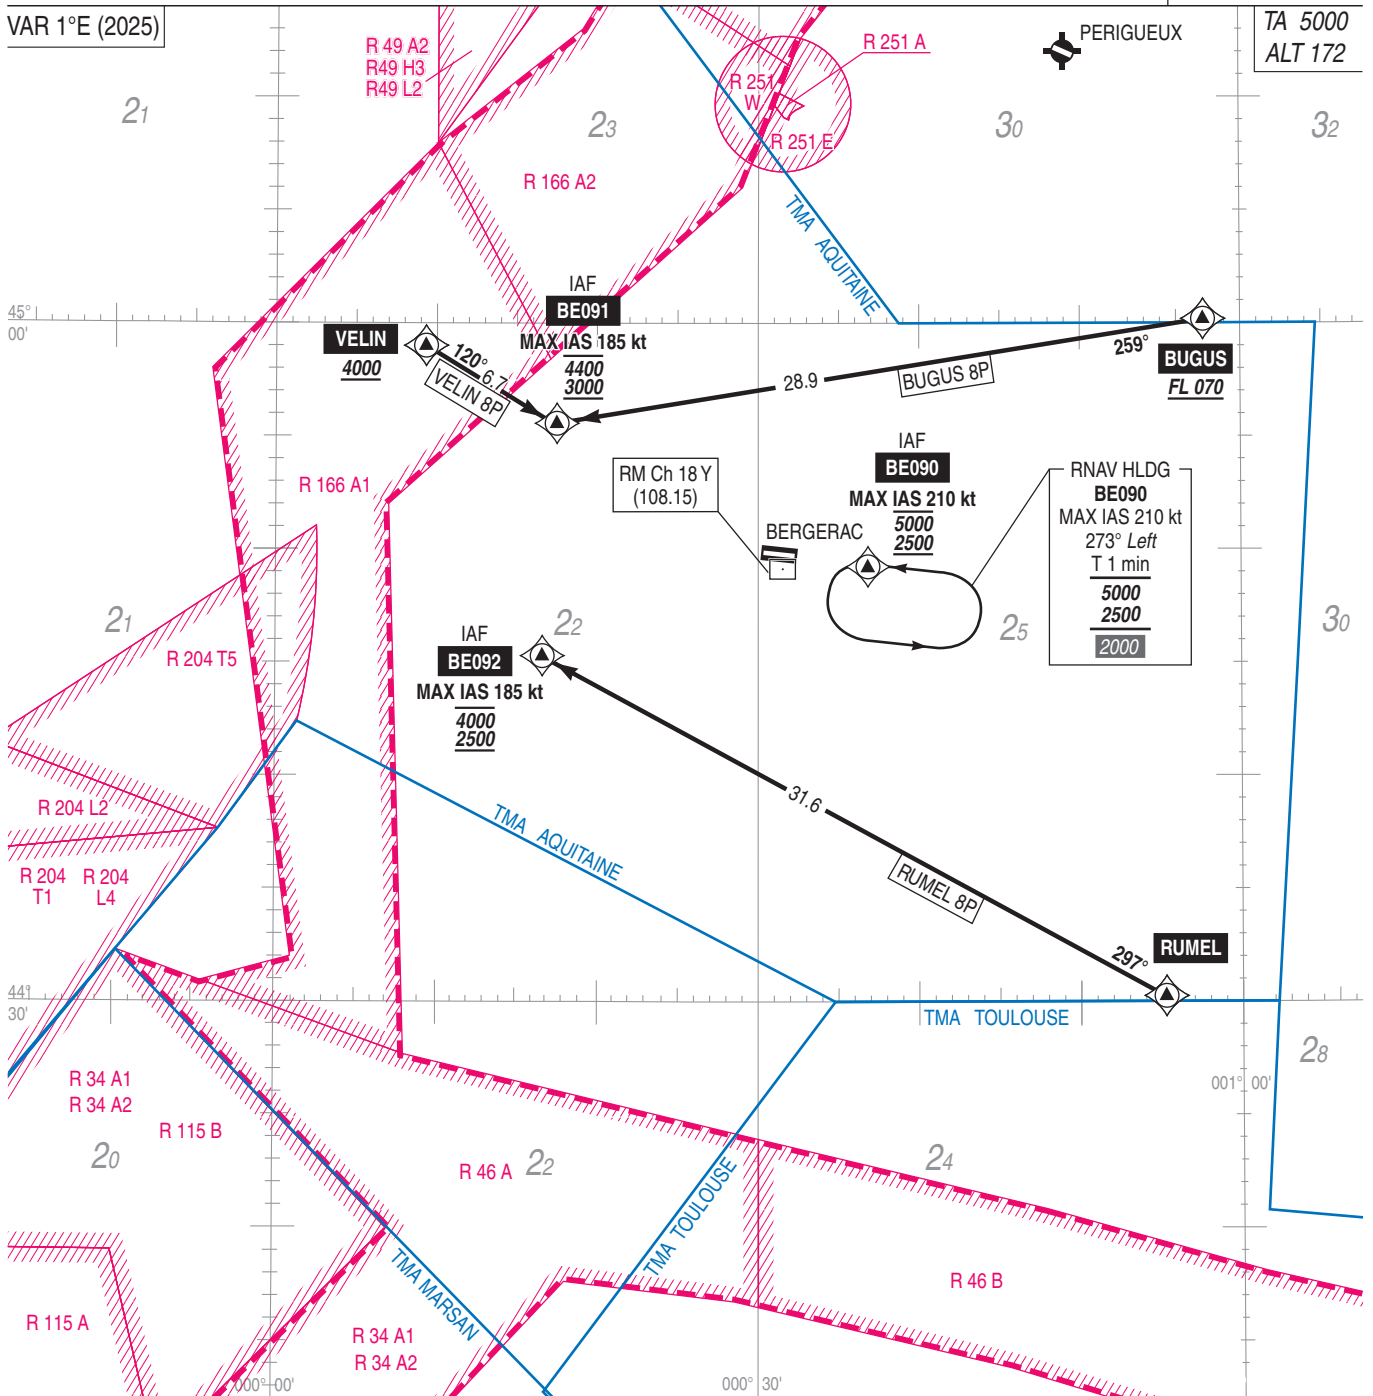 VAR 1°E (2025)
TA 5000
ALT 172
PERIGUEUX
R 49 A2
R49 H3
R49 L2
R 251 A
R 251
W
R 251 E
21
23
30
32
R 166 A2
TMA AQUITAINE
45°
00'
IAF
BE091
MAX IAS 185 kt
4400
3000
VELIN
4000
120°
6.7
VELIN 8P
28.9
BUGUS 8P
259°
BUGUS
FL 070
R 166 A1
RM Ch 18 Y
(108.15)
BERGERAC
IAF
BE090
MAX IAS 210 kt
5000
2500
RNAV HLDG
BE090
MAX IAS 210 kt
273° Left
T 1 min
5000
2500
2000
21
22
25
30
R 204 T5
IAF
BE092
MAX IAS 185 kt
4000
2500
R 204 L2
R 204
T1
R 204
L4
TMA AQUITAINE
31.6
RUMEL 8P
297°
RUMEL
44°
30'
TMA TOULOUSE
28
001° 00'
R 34 A1
R 34 A2
R 115 B
20
R 46 A
22
24
TMA TOULOUSE
TMA MARSAN
R 46 B
R 115 A
R 34 A1
R 34 A2
000° 00'
000° 30'